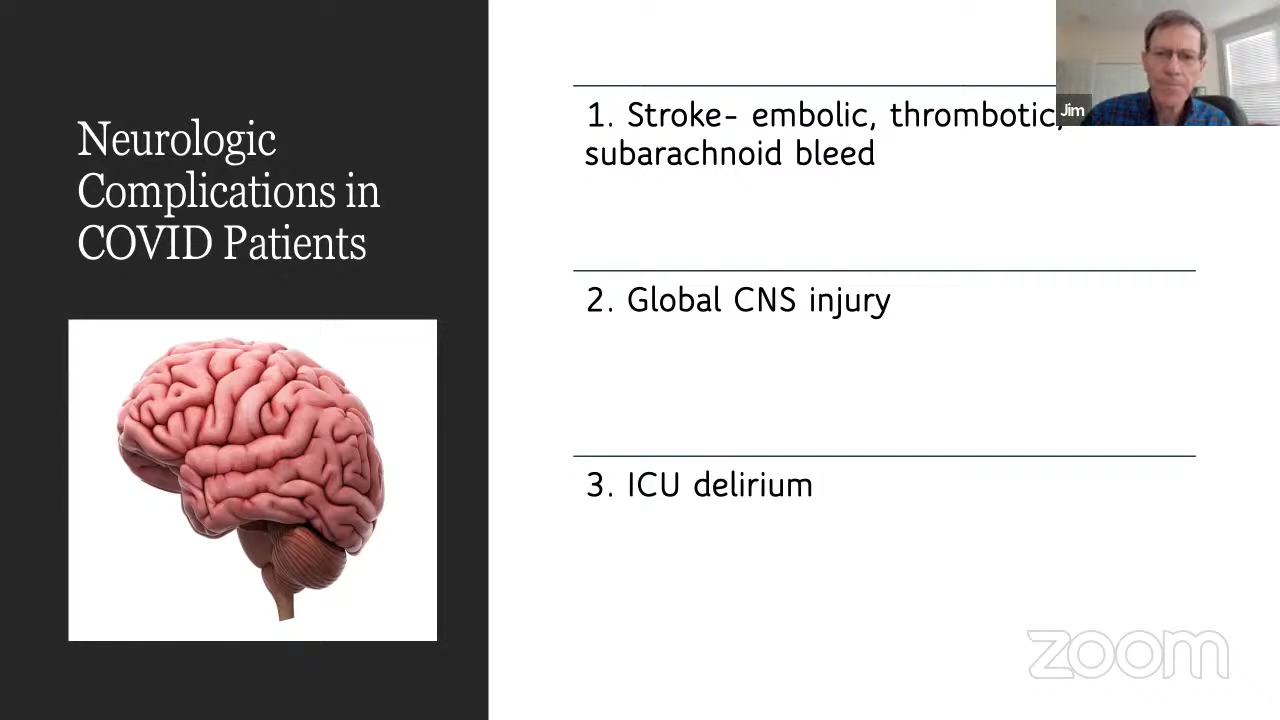 Neurologic
Complications in
COVID Patients
1. Stroke- embolic, thrombotic,
subarachnoid bleed
2. Global CNS injury
3. ICU delirium
Jim
zoom